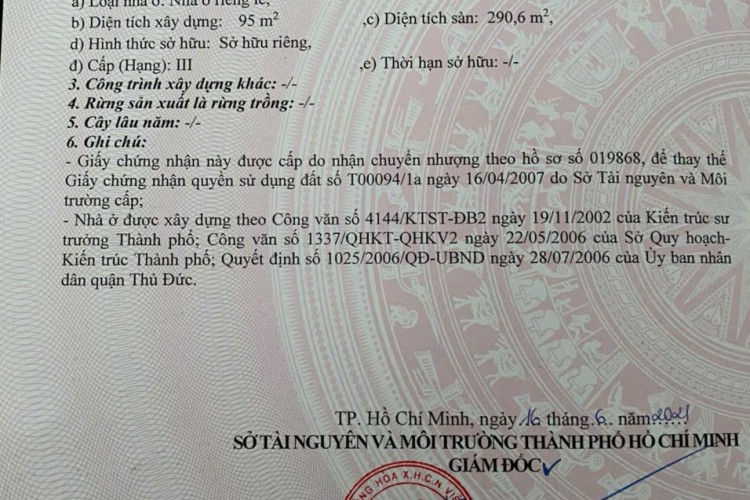 a) Loại nhà ở: Nhà ở riêng lẻ,
b) Diện tích xây dựng: 95 m² ,c) Diện tích sàn: 290,6 m²,
d) Hình thức sở hữu: Sở hữu riêng,
đ) Cấp (Hạng): III ,e) Thời hạn sở hữu: -/-
3. Công trình xây dựng khác: -/-
4. Rừng sản xuất là rừng trồng: -/-
5. Cây lâu năm: -/-
6. Ghi chú:
- Giấy chứng nhận này được cấp do nhận chuyển nhượng theo hồ sơ số 019868, để thay thế
Giấy chứng nhận quyền sử dụng đất số T00094/1a ngày 16/04/2007 do Sở Tài nguyên và Môi
trường cấp;
- Nhà ở được xây dựng theo Công văn số 4144/KTST-ĐB2 ngày 19/11/2002 của Kiến trúc sư
trưởng Thành phố; Công văn số 1337/QHKT-QHKV2 ngày 22/05/2006 của Sở Quy hoạch-
Kiến trúc Thành phố; Quyết định số 1025/2006/QĐ-UBND ngày 28/07/2006 của Ủy ban nhân
dân quận Thủ Đức.
TP. Hồ Chí Minh, ngày 16 tháng 6 năm 2021
SỞ TÀI NGUYÊN VÀ MÔI TRƯỜNG THÀNH PHỐ HỒ CHÍ MINH
GIÁM ĐỐC
HÒA X.H.C.N VIỆ